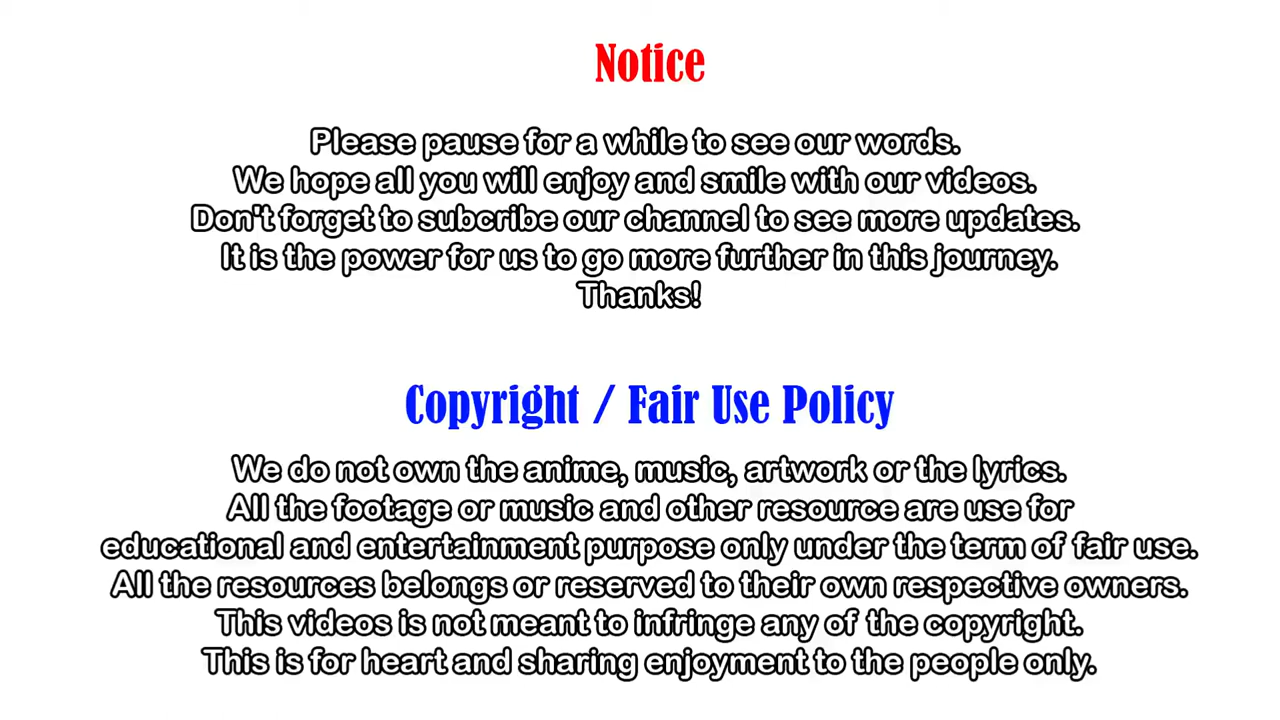 Notice
Please pause for a while to see our words.
We hope all you will enjoy and smile with our videos.
Don't forget to subcribe our channel to see more updates.
It is the power for us to go more further in this journey.
Thanks!
Copyright / Fair Use Policy
We do not own the anime, music, artwork or the lyrics.
All the footage or music and other resource are use for
educational and entertainment purpose only under the term of fair use.
All the resources belongs or reserved to their own respective owners.
This videos is not meant to infringe any of the copyright.
This is for heart and sharing enjoyment to the people only.